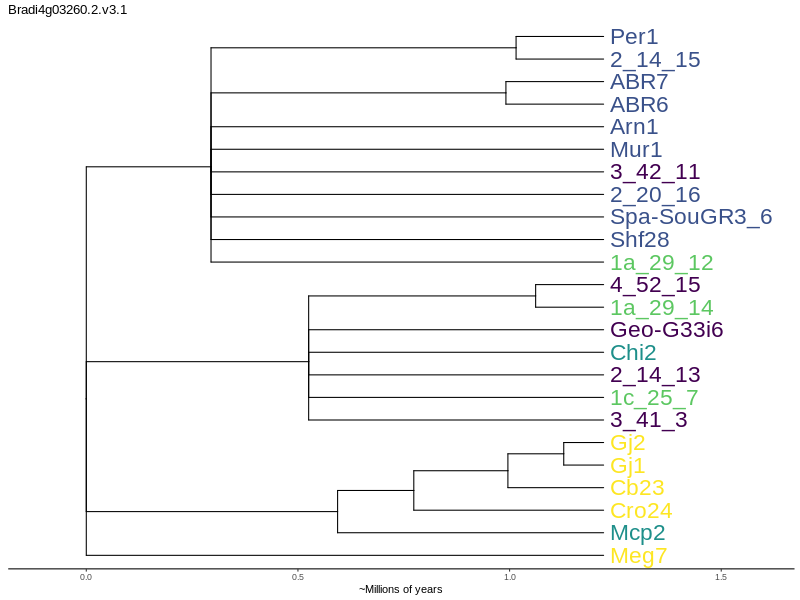 Bradi4g03260.2.v3.1
Per1
2_14_15
ABR7
ABR6
Arn1
Mur1
3_42_11
2_20_16
Spa-SouGR3_6
Shf28
1a_29_12
4_52_15
1a_29_14
Geo-G33i6
Chi2
2_14_13
1c_25_7
3_41_3
Gj2
Gj1
Cb23
Cro24
Mcp2
Meg7
0.0 0.5 1.0 1.5
~Millions of years